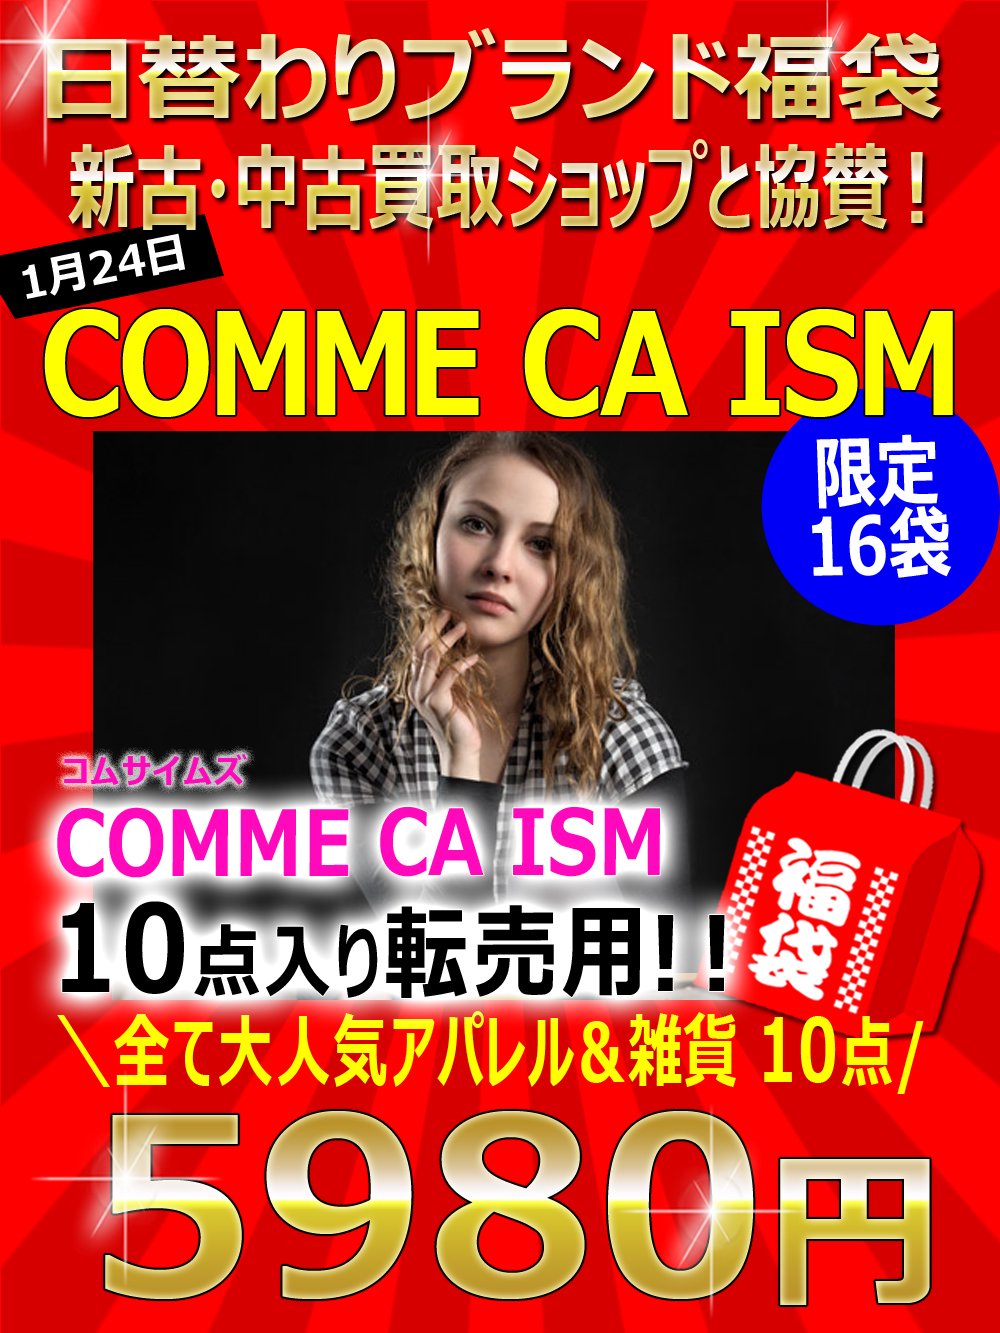 日替わりブランド福袋
新古・中古買取ショップと協賛！
1月24日
COMME CA ISM
限定
16袋
コムサイムズ
COMME CA ISM
10点入り転売用！！
福袋
＼全て大人気アパレル＆雑貨 10点/
5980円